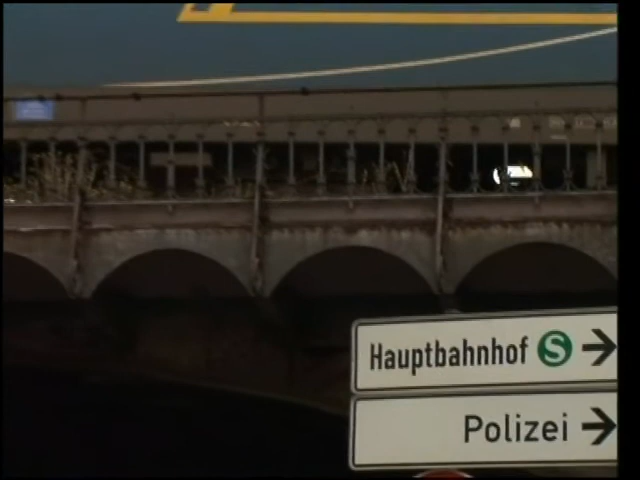 Hauptbahnhof S →
Polizei →